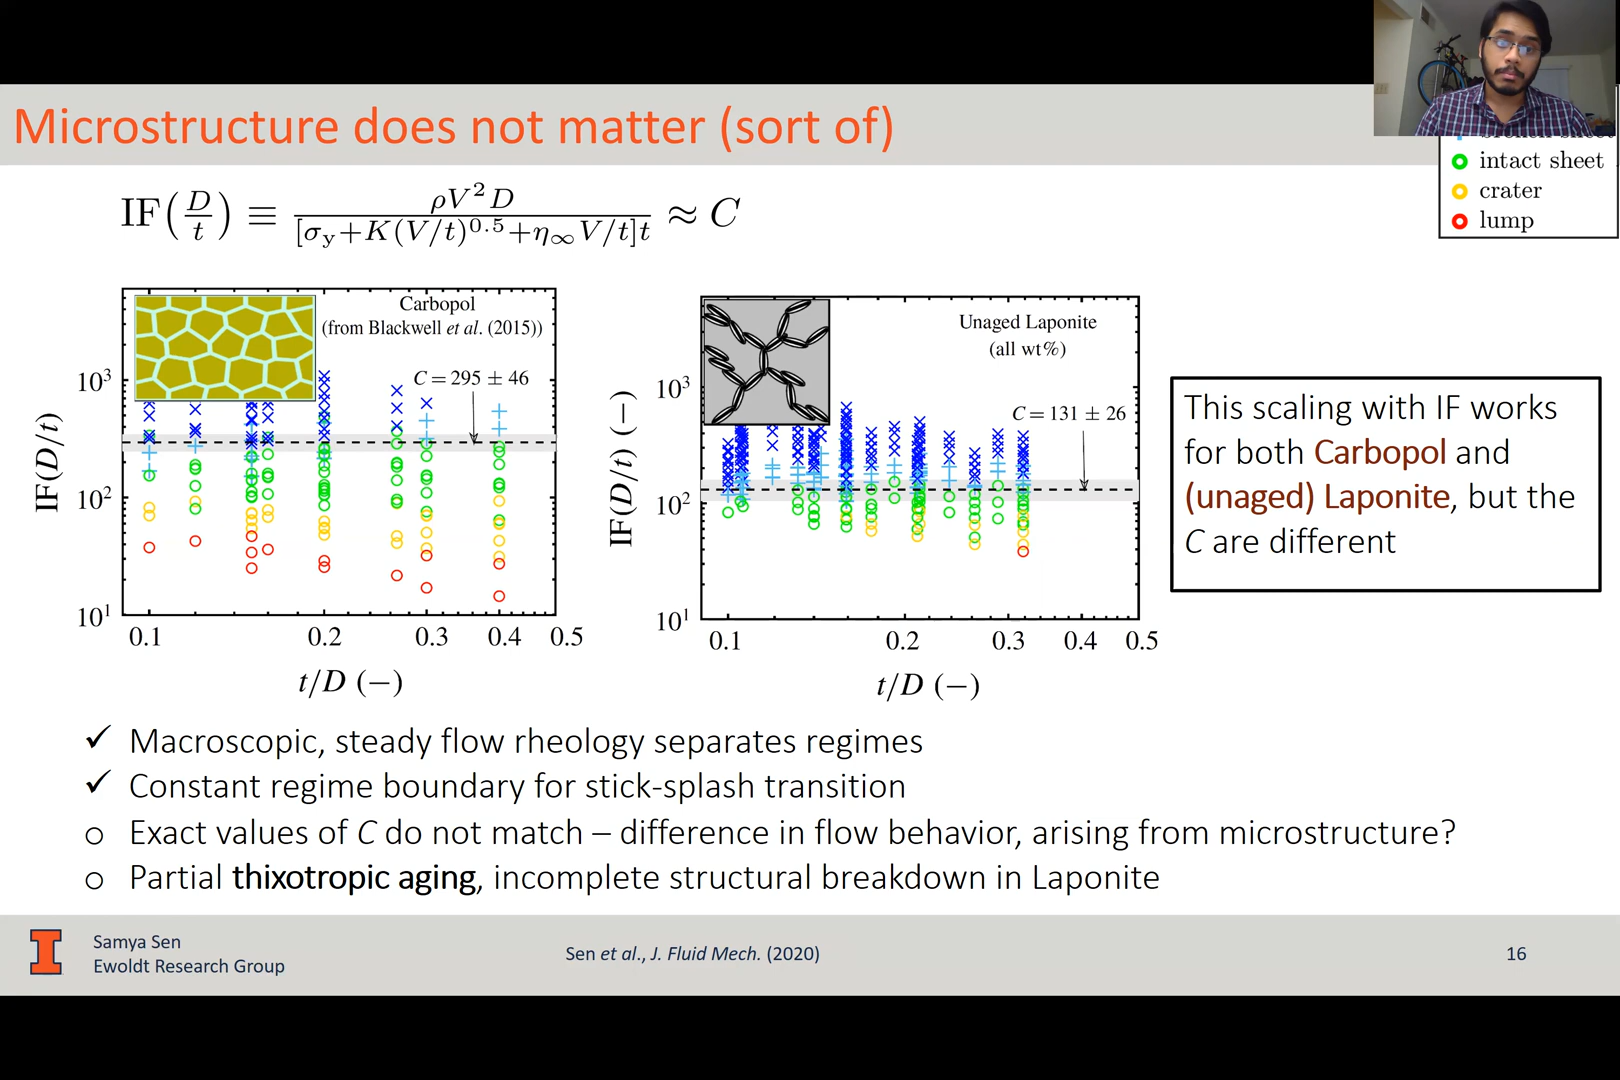 Microstructure does not matter (sort of)
intact sheet
crater
lump
IF(D/t) ≡ ρV²D / [σy+K(V/t)^0.5+η∞V/t]t ≈ C
Carbopol
(from Blackwell et al. (2015))
C = 295 ± 46
10³
10²
10¹
IF(D/t) (−)
0.1 0.2 0.3 0.4 0.5
t/D (−)
Unaged Laponite
(all wt%)
C = 131 ± 26
10³
10²
10¹
IF(D/t) (−)
0.1 0.2 0.3 0.4 0.5
t/D (−)
This scaling with IF works
for both Carbopol and
(unaged) Laponite, but the
C are different
✓ Macroscopic, steady flow rheology separates regimes
✓ Constant regime boundary for stick-splash transition
o Exact values of C do not match – difference in flow behavior, arising from microstructure?
o Partial thixotropic aging, incomplete structural breakdown in Laponite
I
Samya Sen
Ewoldt Research Group
Sen et al., J. Fluid Mech. (2020)
16